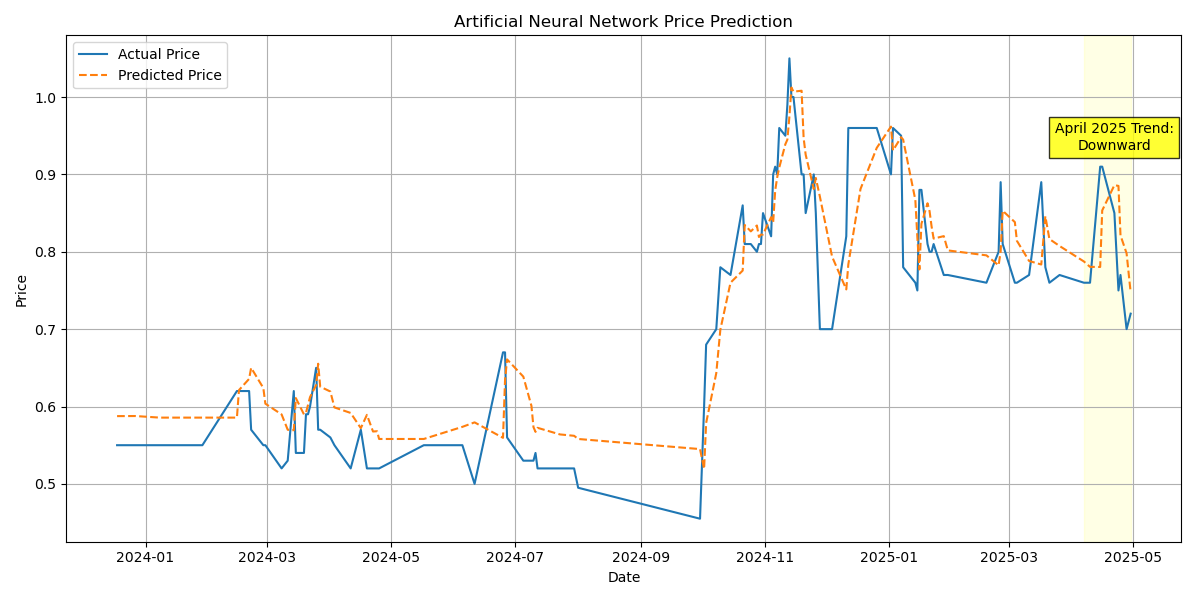 Artificial Neural Network Price Prediction
Actual Price
Predicted Price
April 2025 Trend:
Downward
Price
1.0
0.9
0.8
0.7
0.6
0.5
2024-01
2024-03
2024-05
2024-07
2024-09
2024-11
2025-01
2025-03
2025-05
Date